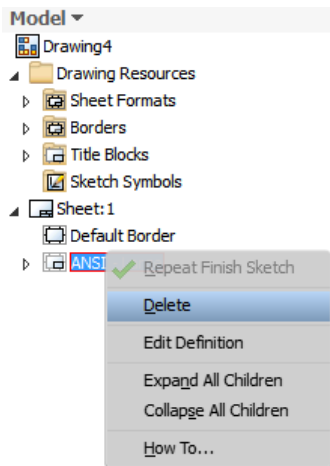 Model
Drawing4
Drawing Resources
Sheet Formats
Borders
Title Blocks
Sketch Symbols
Sheet:1
Default Border
ANSI
Repeat Finish Sketch
Delete
Edit Definition
Expand All Children
Collapse All Children
How To...